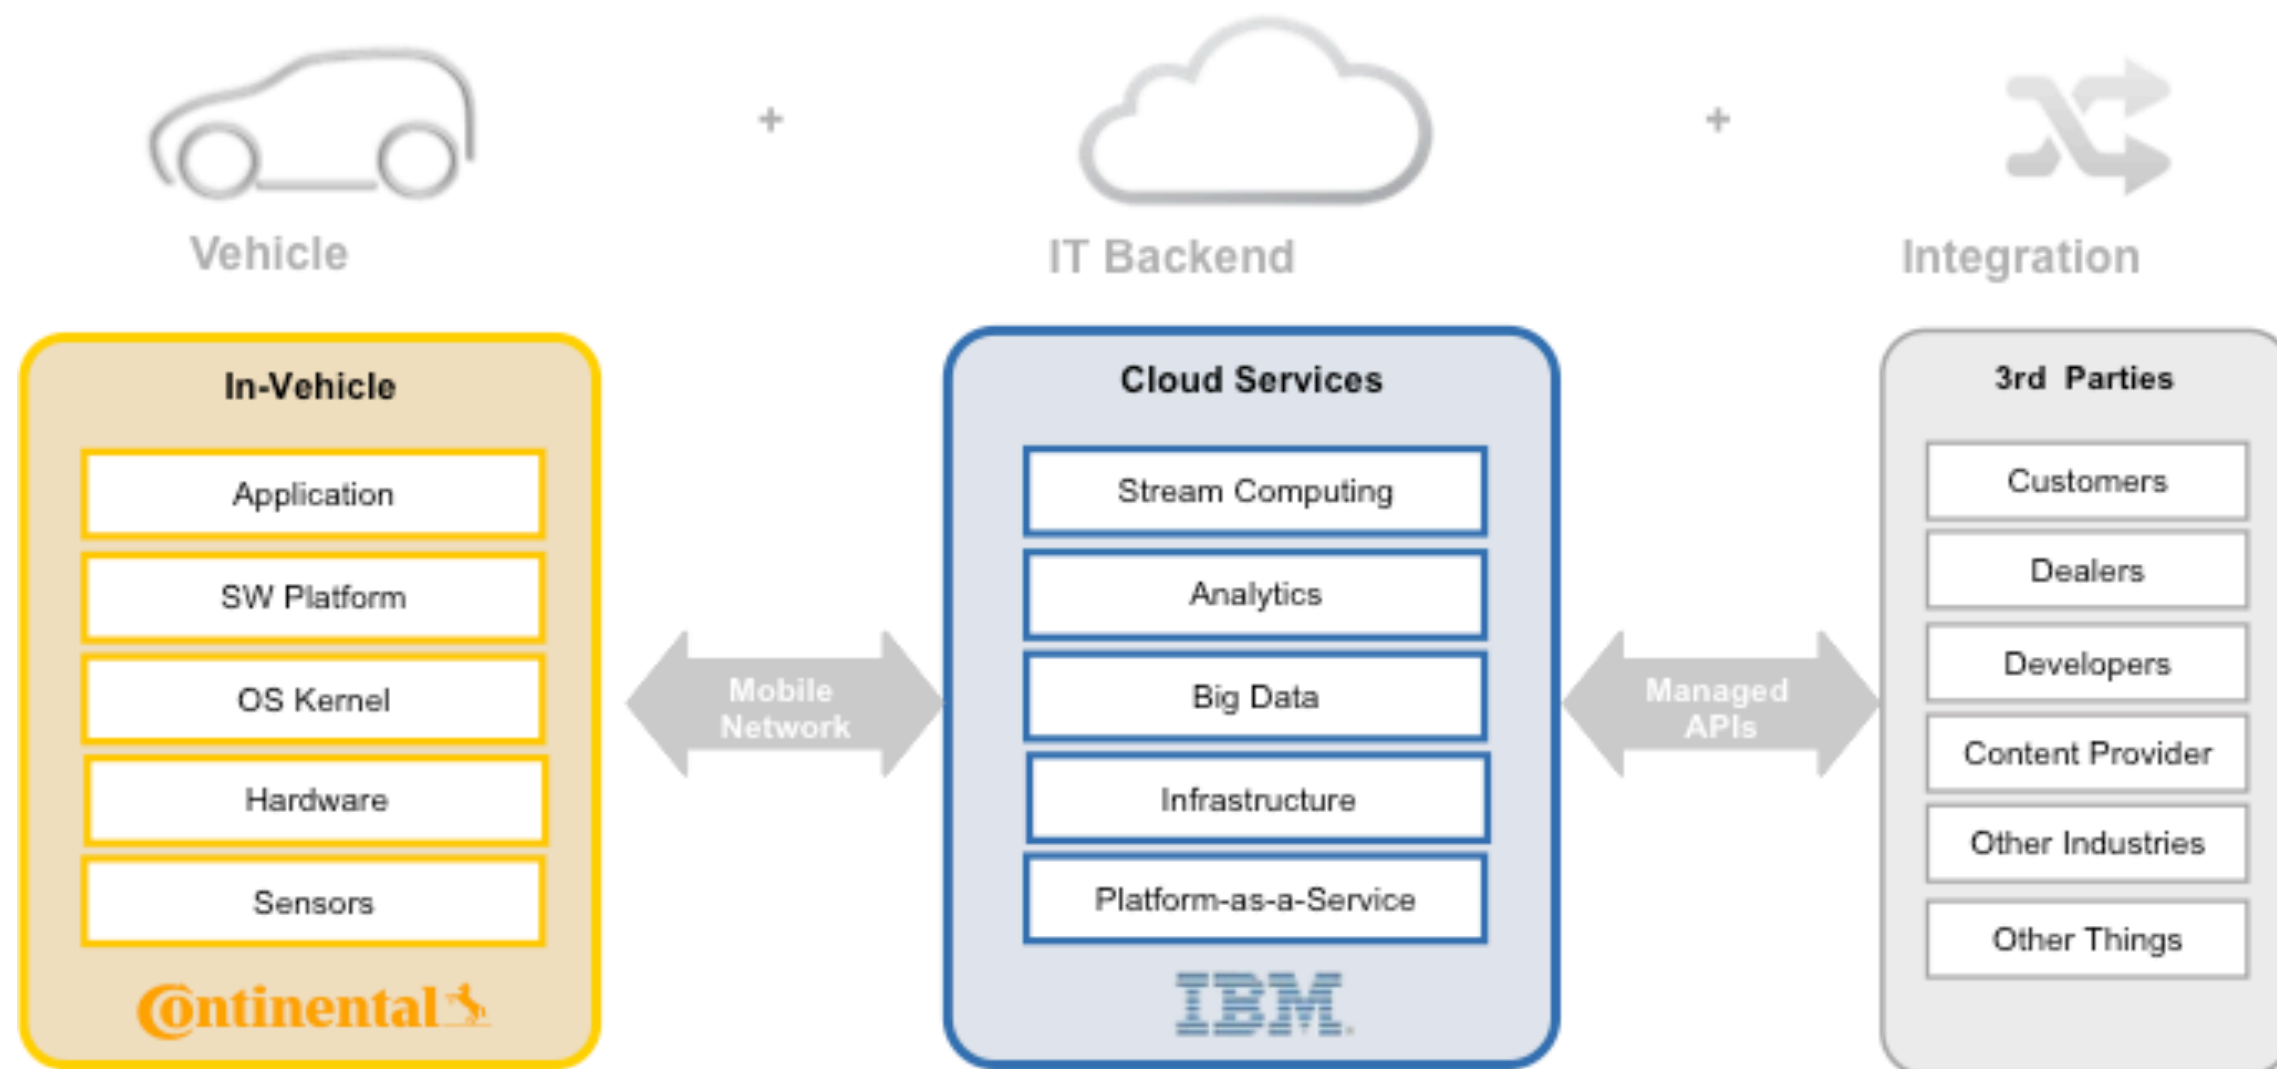 +
+
Vehicle
IT Backend
Integration
In-Vehicle
Application
SW Platform
OS Kernel
Hardware
Sensors
Continental
Mobile
Network
Cloud Services
Stream Computing
Analytics
Big Data
Infrastructure
Platform-as-a-Service
IBM
Managed
APIs
3rd Parties
Customers
Dealers
Developers
Content Provider
Other Industries
Other Things